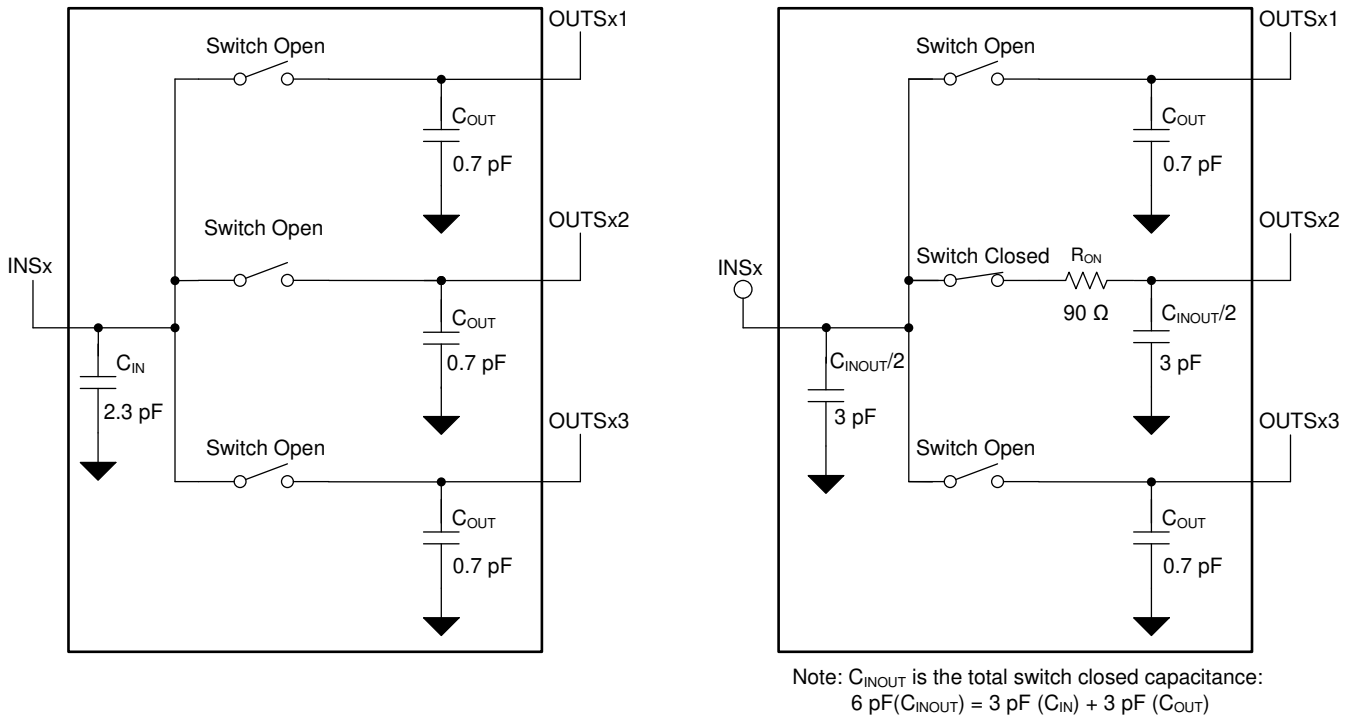 OUTSx1
Switch Open
C_OUT
0.7 pF
OUTSx2
Switch Open
INSx
C_OUT
0.7 pF
C_IN
2.3 pF
OUTSx3
Switch Open
C_OUT
0.7 pF
OUTSx1
Switch Open
C_OUT
0.7 pF
OUTSx2
Switch Closed
R_ON
INSx
90 Ω
C_INOUT/2
3 pF
C_INOUT/2
3 pF
OUTSx3
Switch Open
C_OUT
0.7 pF
Note: C_INOUT is the total switch closed capacitance:
6 pF(C_INOUT) = 3 pF (C_IN) + 3 pF (C_OUT)